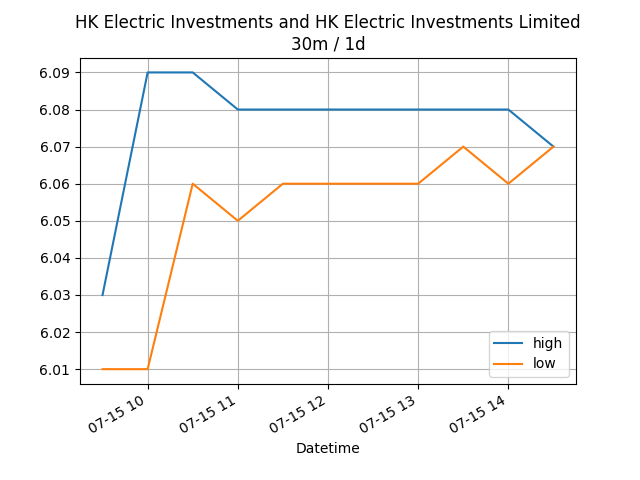 HK Electric Investments and HK Electric Investments Limited
30m / 1d
6.09
6.08
6.07
6.06
6.05
6.04
6.03
6.02
6.01
high
low
07-15 10
07-15 11
07-15 12
07-15 13
07-15 14
Datetime